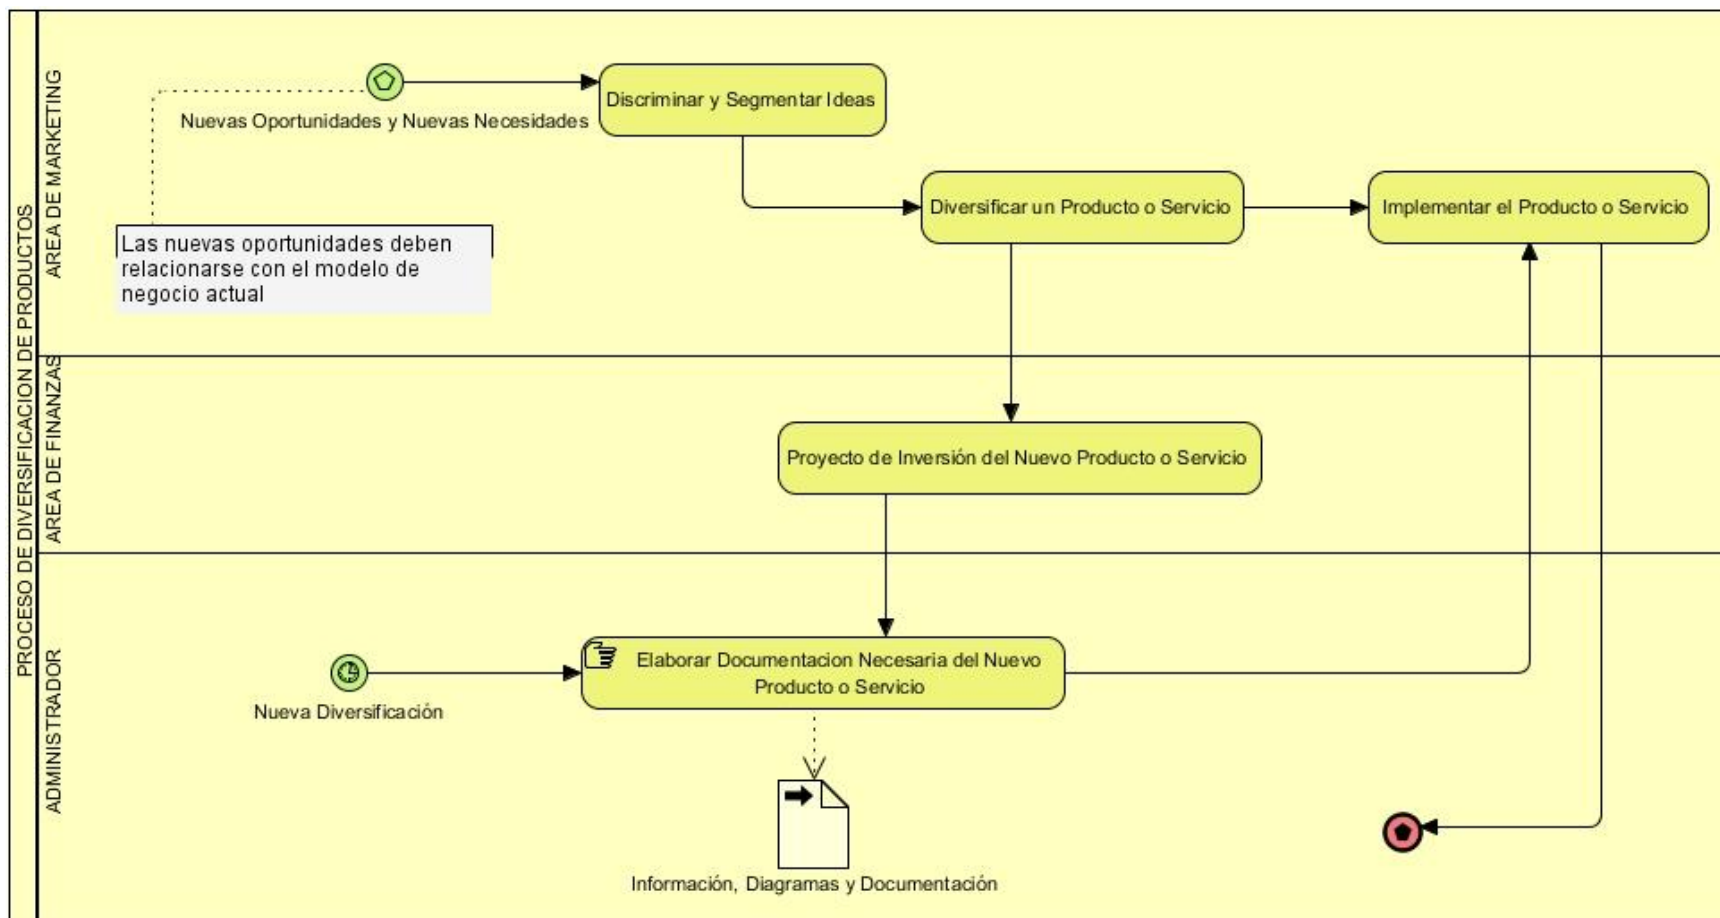 PROCESO DE DIVERSIFICACION DE PRODUCTOS
AREA DE MARKETING
Nuevas Oportunidades y Nuevas Necesidades
Discriminar y Segmentar Ideas
Diversificar un Producto o Servicio
Implementar el Producto o Servicio
Las nuevas oportunidades deben
relacionarse con el modelo de
negocio actual
AREA DE FINANZAS
Proyecto de Inversión del Nuevo Producto o Servicio
ADMINISTRADOR
Nueva Diversificación
Elaborar Documentacion Necesaria del Nuevo
Producto o Servicio
Información, Diagramas y Documentación